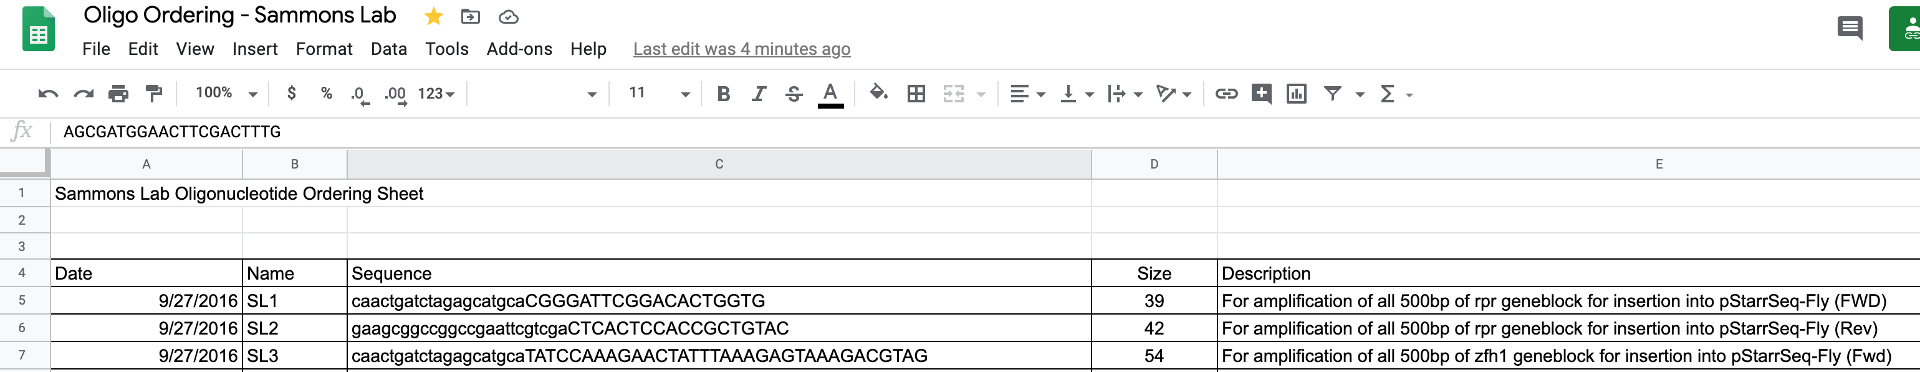 Oligo Ordering - Sammons Lab
File Edit View Insert Format Data Tools Add-ons Help Last edit was 4 minutes ago
100% $ % .0 .00 123 11 B I S A
fx AGCGATGGAACTTCGACTTTG
A B C D E
1 Sammons Lab Oligonucleotide Ordering Sheet
2
3
4 Date Name Sequence Size Description
5 9/27/2016 SL1 caactgatctagagcatgcaCGGGATTCGGACACTGGTG 39 For amplification of all 500bp of rpr geneblock for insertion into pStarrSeq-Fly (FWD)
6 9/27/2016 SL2 gaagcggccggccgaattcgtcgaCTCACTCCACCGCTGTAC 42 For amplification of all 500bp of rpr geneblock for insertion into pStarrSeq-Fly (Rev)
7 9/27/2016 SL3 caactgatctagagcatgcaTATCCAAAGAACTATTTAAAGAGTAAAGACGTAG 54 For amplification of all 500bp of zfh1 geneblock for insertion into pStarrSeq-Fly (Fwd)